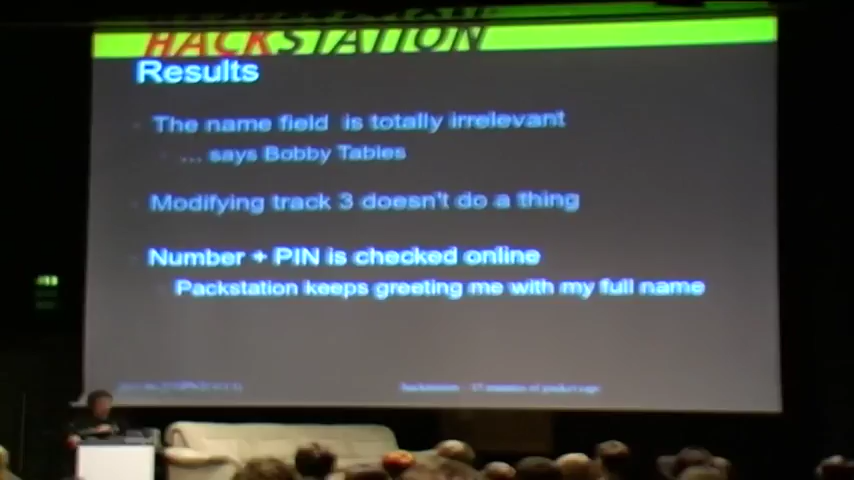 HACKSTATION
Results
The name field is totally irrelevant
... says Bobby Tables
Modifying track 3 doesn't do a thing
Number + PIN is checked online
Packstation keeps greeting me with my full name